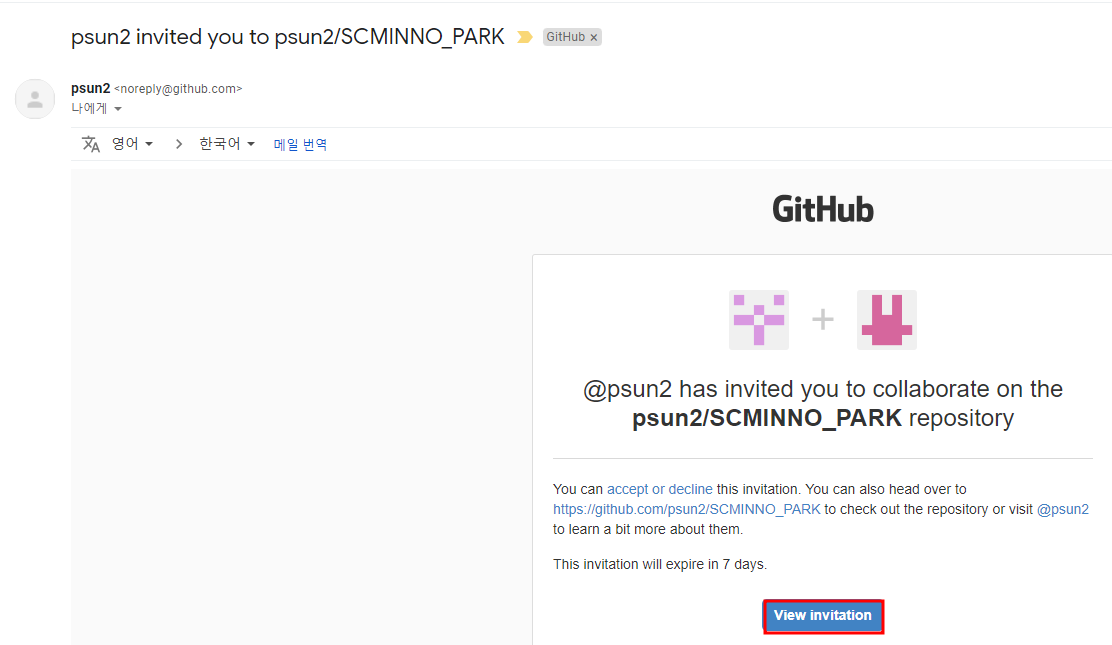 psun2 invited you to psun2/SCMINNO_PARK GitHub ×
psun2 <noreply@github.com>
나에게
영어 한국어 메일 번역
GitHub
@psun2 has invited you to collaborate on the
psun2/SCMINNO_PARK repository
You can accept or decline this invitation. You can also head over to
https://github.com/psun2/SCMINNO_PARK to check out the repository or visit @psun2
to learn a bit more about them.
This invitation will expire in 7 days.
View invitation